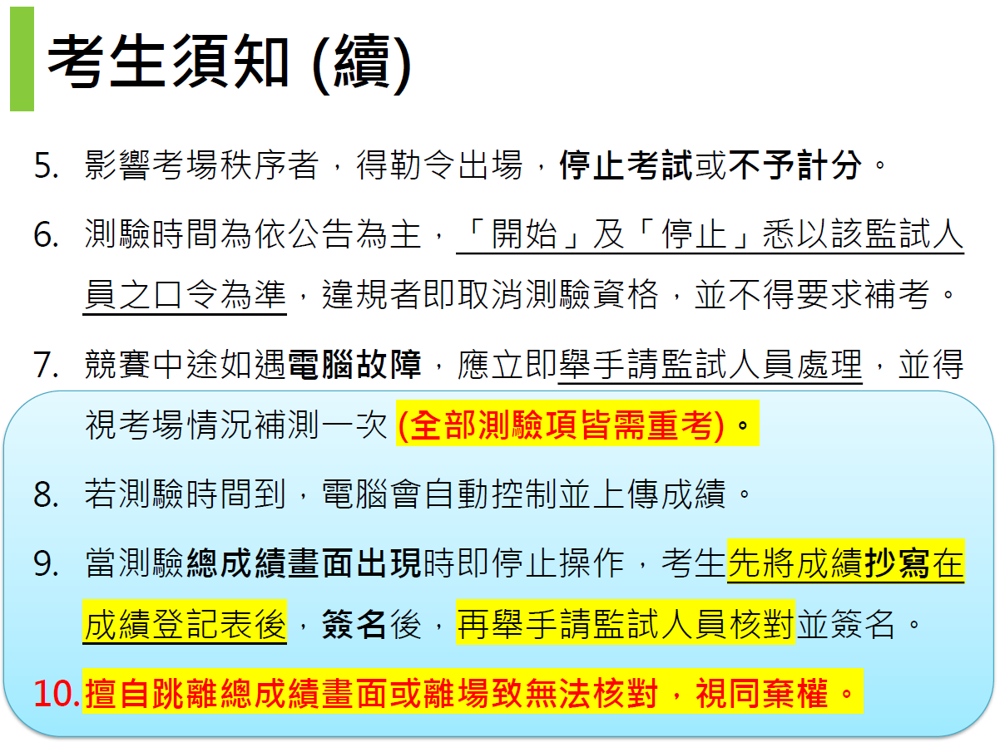 考生須知 (續)
5. 影響考場秩序者，得勒令出場，停止考試或不予計分。
6. 測驗時間為依公告為主，「開始」及「停止」悉以該監試人
員之口令為準，違規者即取消測驗資格，並不得要求補考。
7. 競賽中途如遇電腦故障，應立即舉手請監試人員處理，並得
視考場情況補測一次 (全部測驗項皆需重考)。
8. 若測驗時間到，電腦會自動控制並上傳成績。
9. 當測驗總成績畫面出現時即停止操作，考生先將成績抄寫在
成績登記表後，簽名後，再舉手請監試人員核對並簽名。
10. 擅自跳離總成績畫面或離場致無法核對，視同棄權。